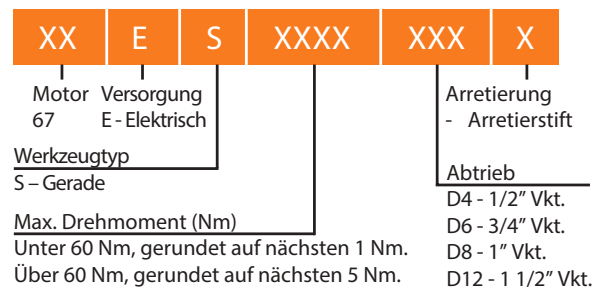 XX E S XXXX XXX X
Motor Versorgung
67 E - Elektrisch
Werkzeugtyp
S – Gerade
Max. Drehmoment (Nm)
Unter 60 Nm, gerundet auf nächsten 1 Nm.
Über 60 Nm, gerundet auf nächsten 5 Nm.
Arretierung
- Arretierstift
Abtrieb
D4 - 1/2” Vkt.
D6 - 3/4” Vkt.
D8 - 1” Vkt.
D12 - 1 1/2” Vkt.